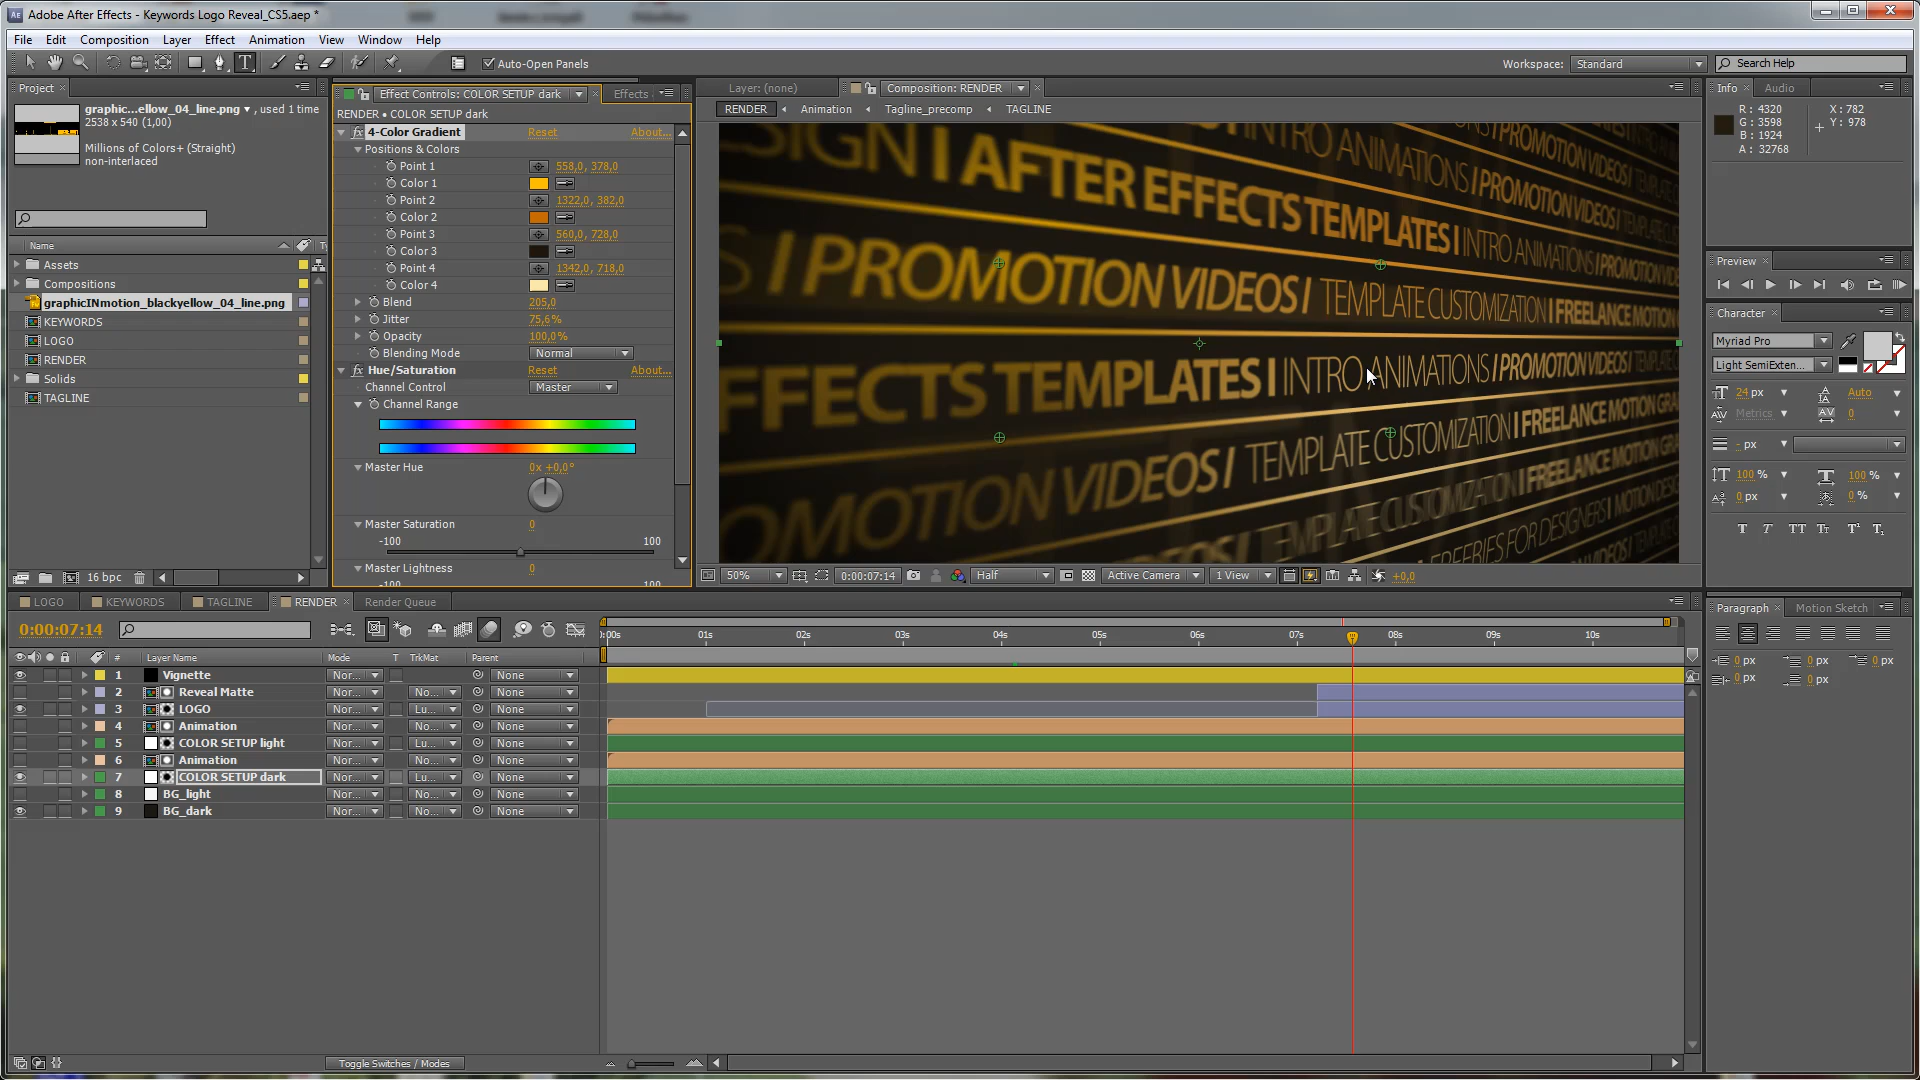 Adobe After Effects - Keywords Logo Reveal_CS5.aep *
File Edit Composition Layer Effect Animation View Window Help
Auto-Open Panels
Workspace: Standard
Search Help
Project
graphic...ellow_04_line.png ▾ , used 1 time
2538 x 540 (1,00)
Millions of Colors+ (Straight)
non-interlaced
Name
Assets
Compositions
graphicINmotion_blackyellow_04_line.png
KEYWORDS
LOGO
RENDER
Solids
TAGLINE
16 bpc
Effect Controls: COLOR SETUP dark
Effects
RENDER • COLOR SETUP dark
4-Color Gradient Reset About...
Positions & Colors
Point 1 558,0, 378,0
Color 1
Point 2 1322,0, 382,0
Color 2
Point 3 560,0, 728,0
Color 3
Point 4 1342,0, 718,0
Color 4
Blend 205,0
Jitter 75,6%
Opacity 100,0%
Blending Mode Normal
Hue/Saturation Reset About...
Channel Control Master
Channel Range
Master Hue 0x +0,0°
Master Saturation 0
-100 100
Master Lightness 0
-100 100
Layer: (none)
Composition: RENDER
RENDER Animation Tagline_precomp TAGLINE
SIGN I AFTER EFFECTS TEMPLATES I INTRO ANIMATIONS
INTRO ANIMATIONS I PROMOTION VIDEOS I TEMPLATE
S I PROMOTION VIDEOS I TEMPLATE CUSTOMIZATION I FREELANCE MOTION
FFECTS TEMPLATES I INTRO ANIMATIONS I PROMOTION VIDEOS I
OMOTION VIDEOS I TEMPLATE CUSTOMIZATION I FREELANCE MOTION GRA
VIDEOS I TEMPLATE CUSTOMIZATION I FREELANCE MOTION GRAPHI
FREEBIES FOR DESIGNERS I MOTION DESIGN
50% 0:00:07:14 Half Active Camera 1 View +0,0
Info Audio
R : 4320
G : 3598
B : 1924
A : 32768
X : 782
Y : 978
Preview
Character
Myriad Pro
Light SemiExten...
24 px Auto
Metrics 0
- px
100 % 100 %
0 px 0 %
T T TT Tt T¹ T₁
Paragraph Motion Sketch
0 px 0 px 0 px
0 px 0 px
LOGO KEYWORDS TAGLINE RENDER Render Queue
0:00:07:14
:00s 01s 02s 03s 04s 05s 06s 07s 08s 09s 10s
# Layer Name Mode T TrkMat Parent
1 Vignette Nor... None
2 Reveal Matte Nor... No... None
3 LOGO Nor... Lu... None
4 Animation Nor... No... None
5 COLOR SETUP light Nor... Lu... None
6 Animation Nor... No... None
7 COLOR SETUP dark Nor... Lu... None
8 BG_light Nor... No... None
9 BG_dark Nor... No... None
Toggle Switches / Modes